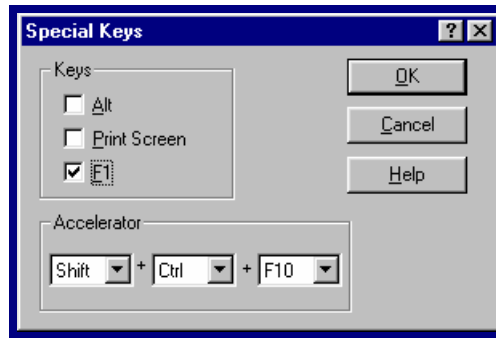 Special Keys
Keys
Alt
Print Screen
F1
OK
Cancel
Help
Accelerator
Shift + Ctrl + F10